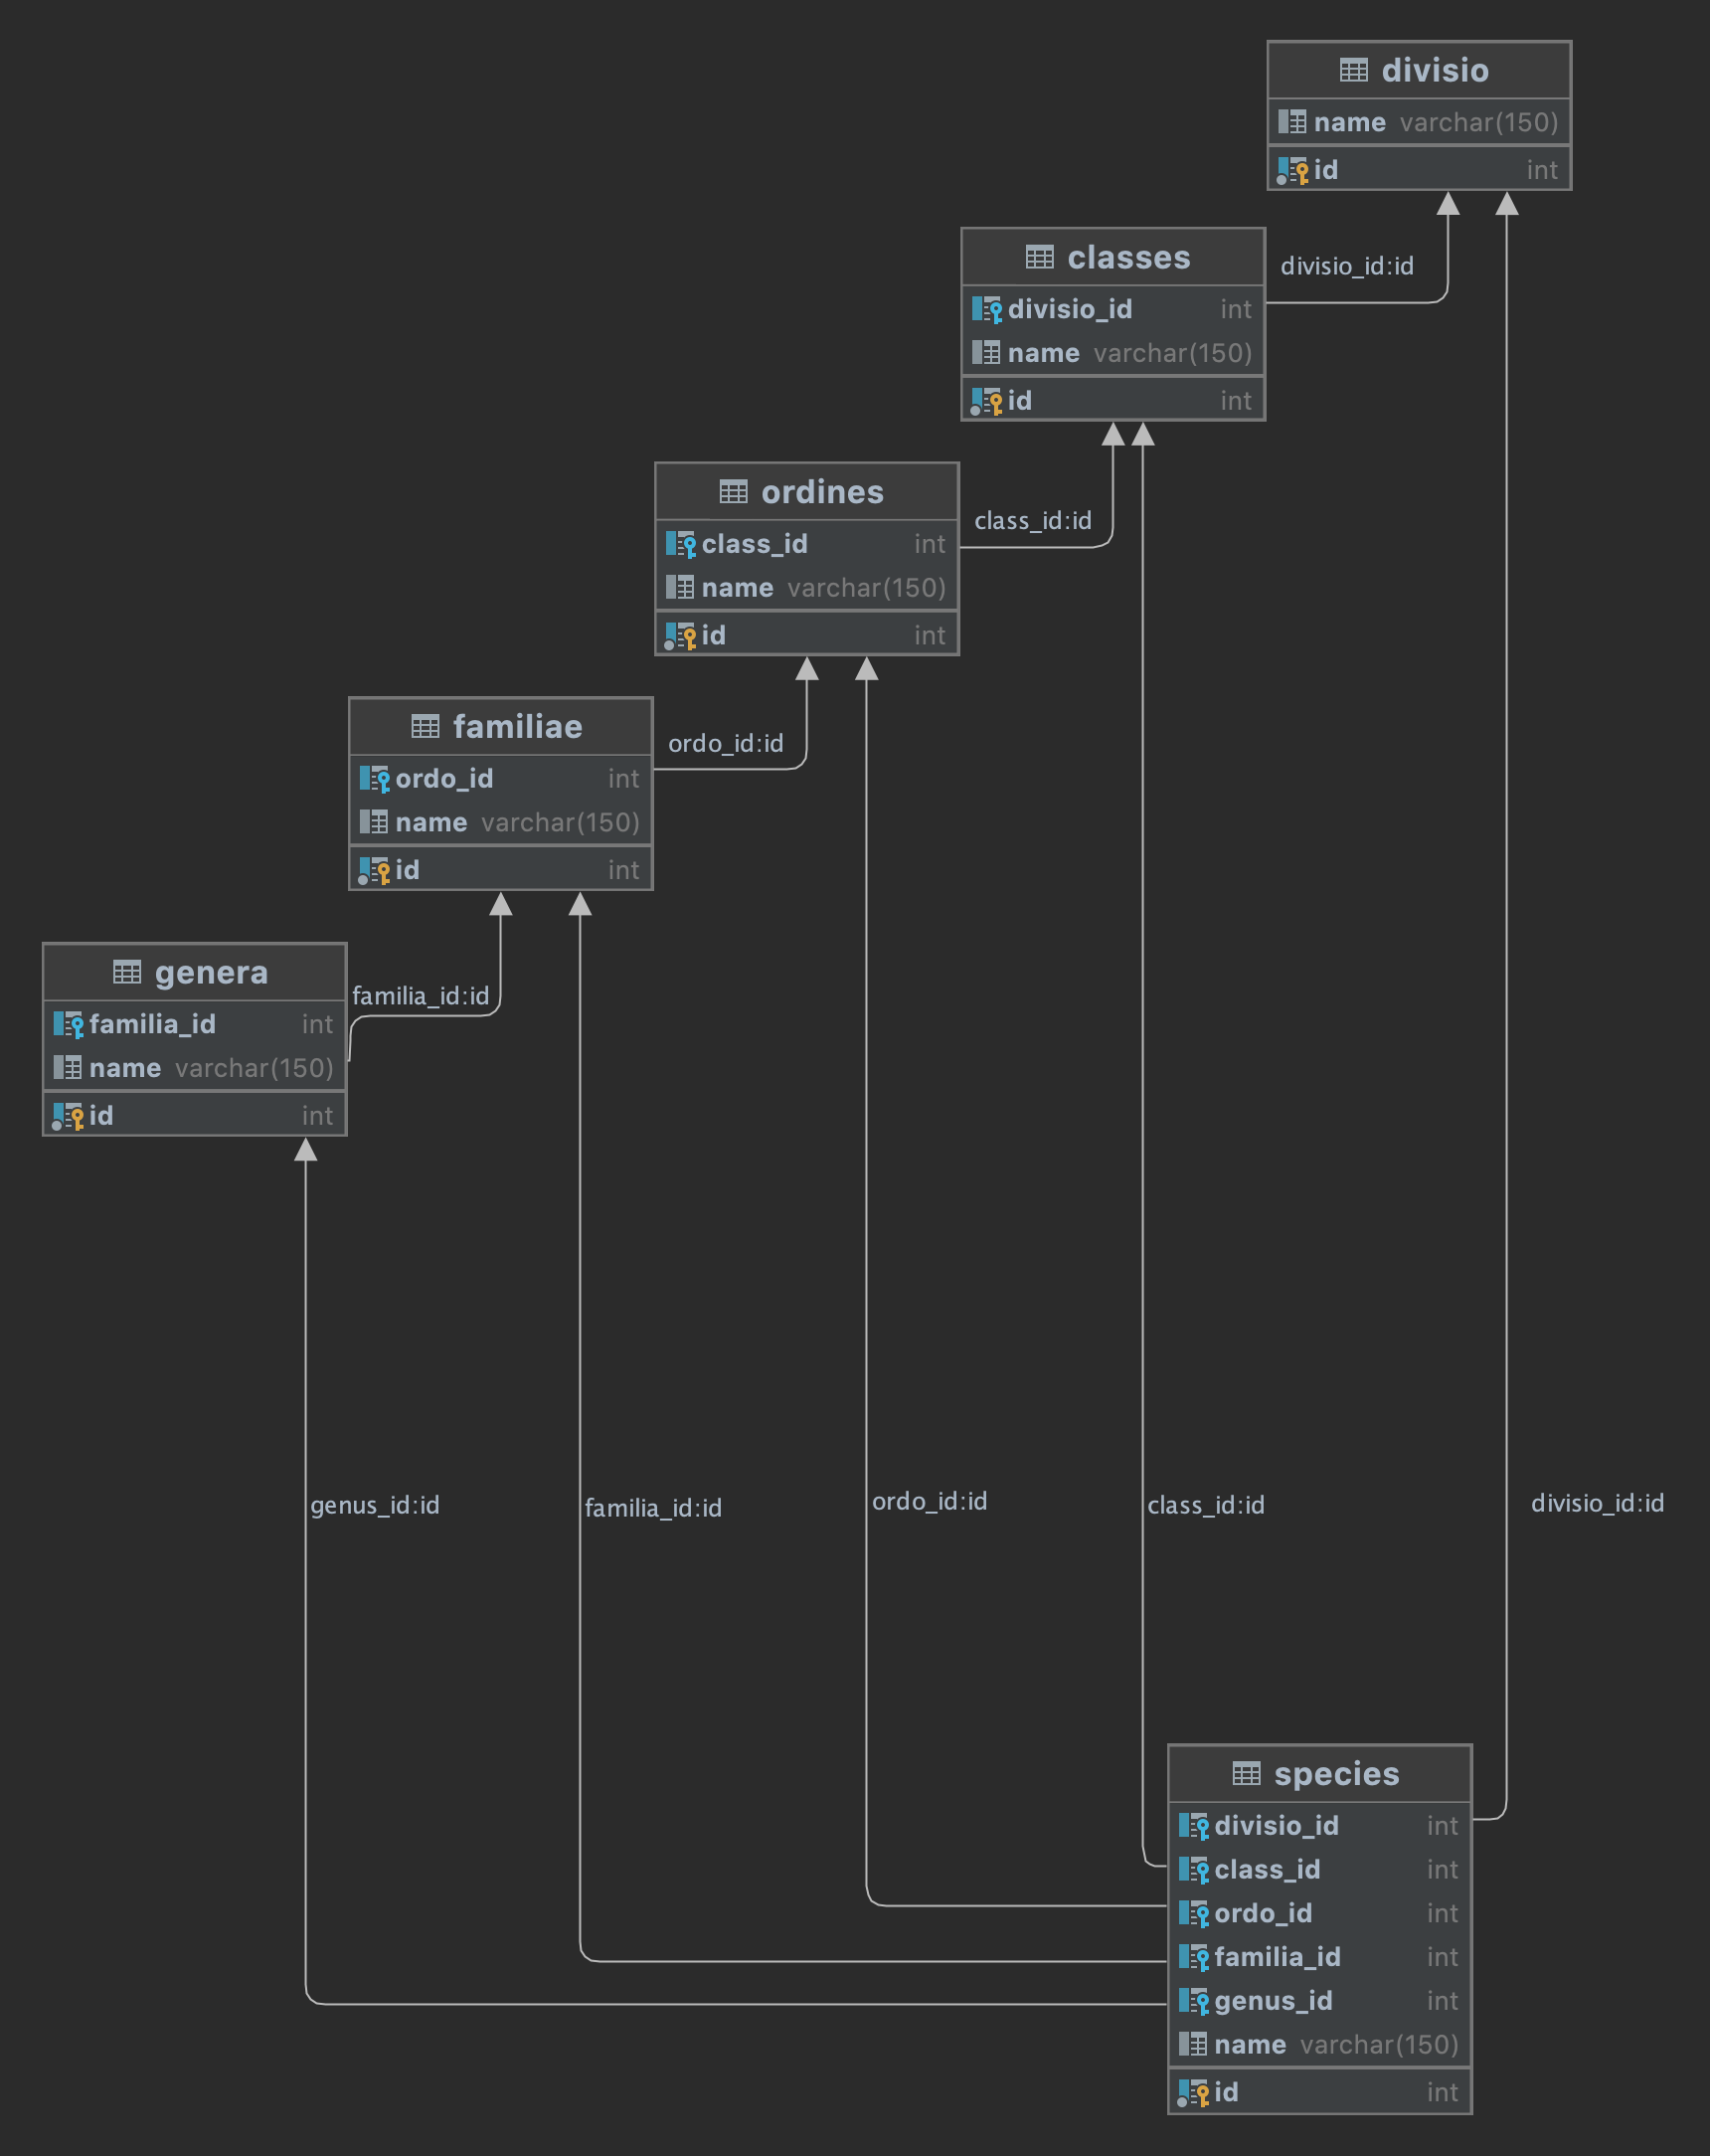 divisio
name varchar(150)
id int
classes
divisio_id int
name varchar(150)
id int
divisio_id:id
ordines
class_id int
name varchar(150)
id int
class_id:id
familiae
ordo_id int
name varchar(150)
id int
ordo_id:id
genera
familia_id int
name varchar(150)
id int
familia_id:id
genus_id:id
familia_id:id
ordo_id:id
class_id:id
divisio_id:id
species
divisio_id int
class_id int
ordo_id int
familia_id int
genus_id int
name varchar(150)
id int